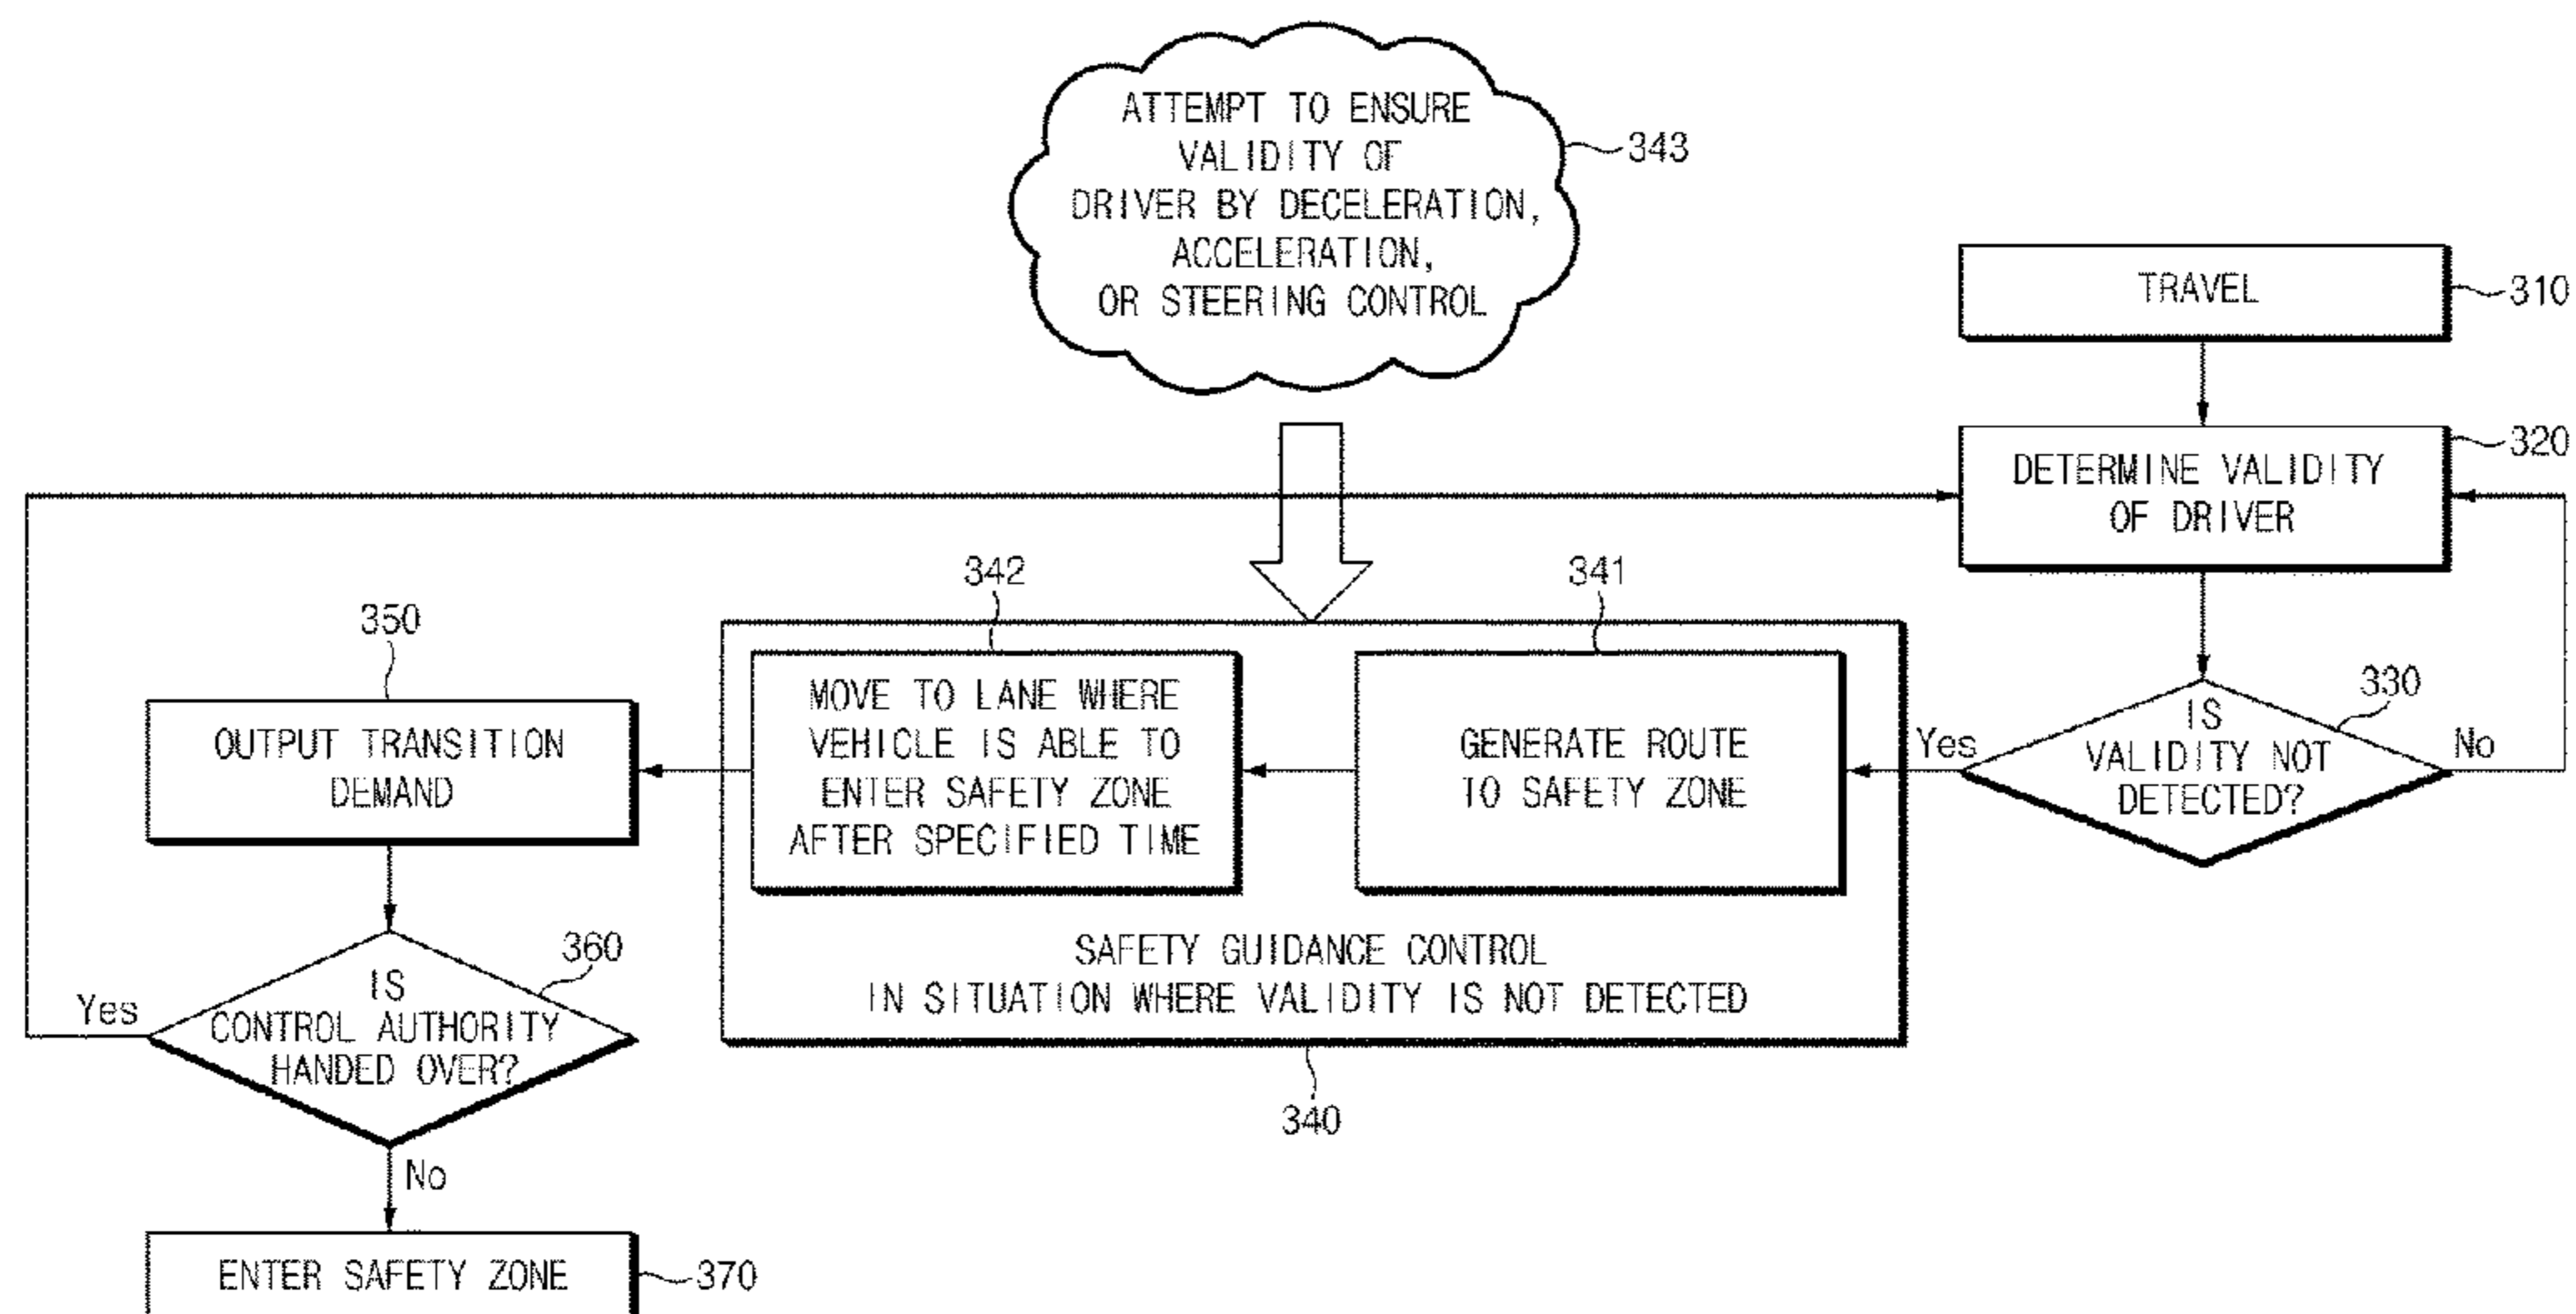 ATTEMPT TO ENSURE
VALIDITY OF
DRIVER BY DECELERATION,
ACCELERATION,
OR STEERING CONTROL
343
TRAVEL
310
DETERMINE VALIDITY
OF DRIVER
320
IS
VALIDITY NOT
DETECTED?
330
Yes
No
341
GENERATE ROUTE
TO SAFETY ZONE
342
MOVE TO LANE WHERE
VEHICLE IS ABLE TO
ENTER SAFETY ZONE
AFTER SPECIFIED TIME
SAFETY GUIDANCE CONTROL
IN SITUATION WHERE VALIDITY IS NOT DETECTED
340
350
OUTPUT TRANSITION
DEMAND
360
IS
CONTROL AUTHORITY
HANDED OVER?
Yes
No
ENTER SAFETY ZONE
370